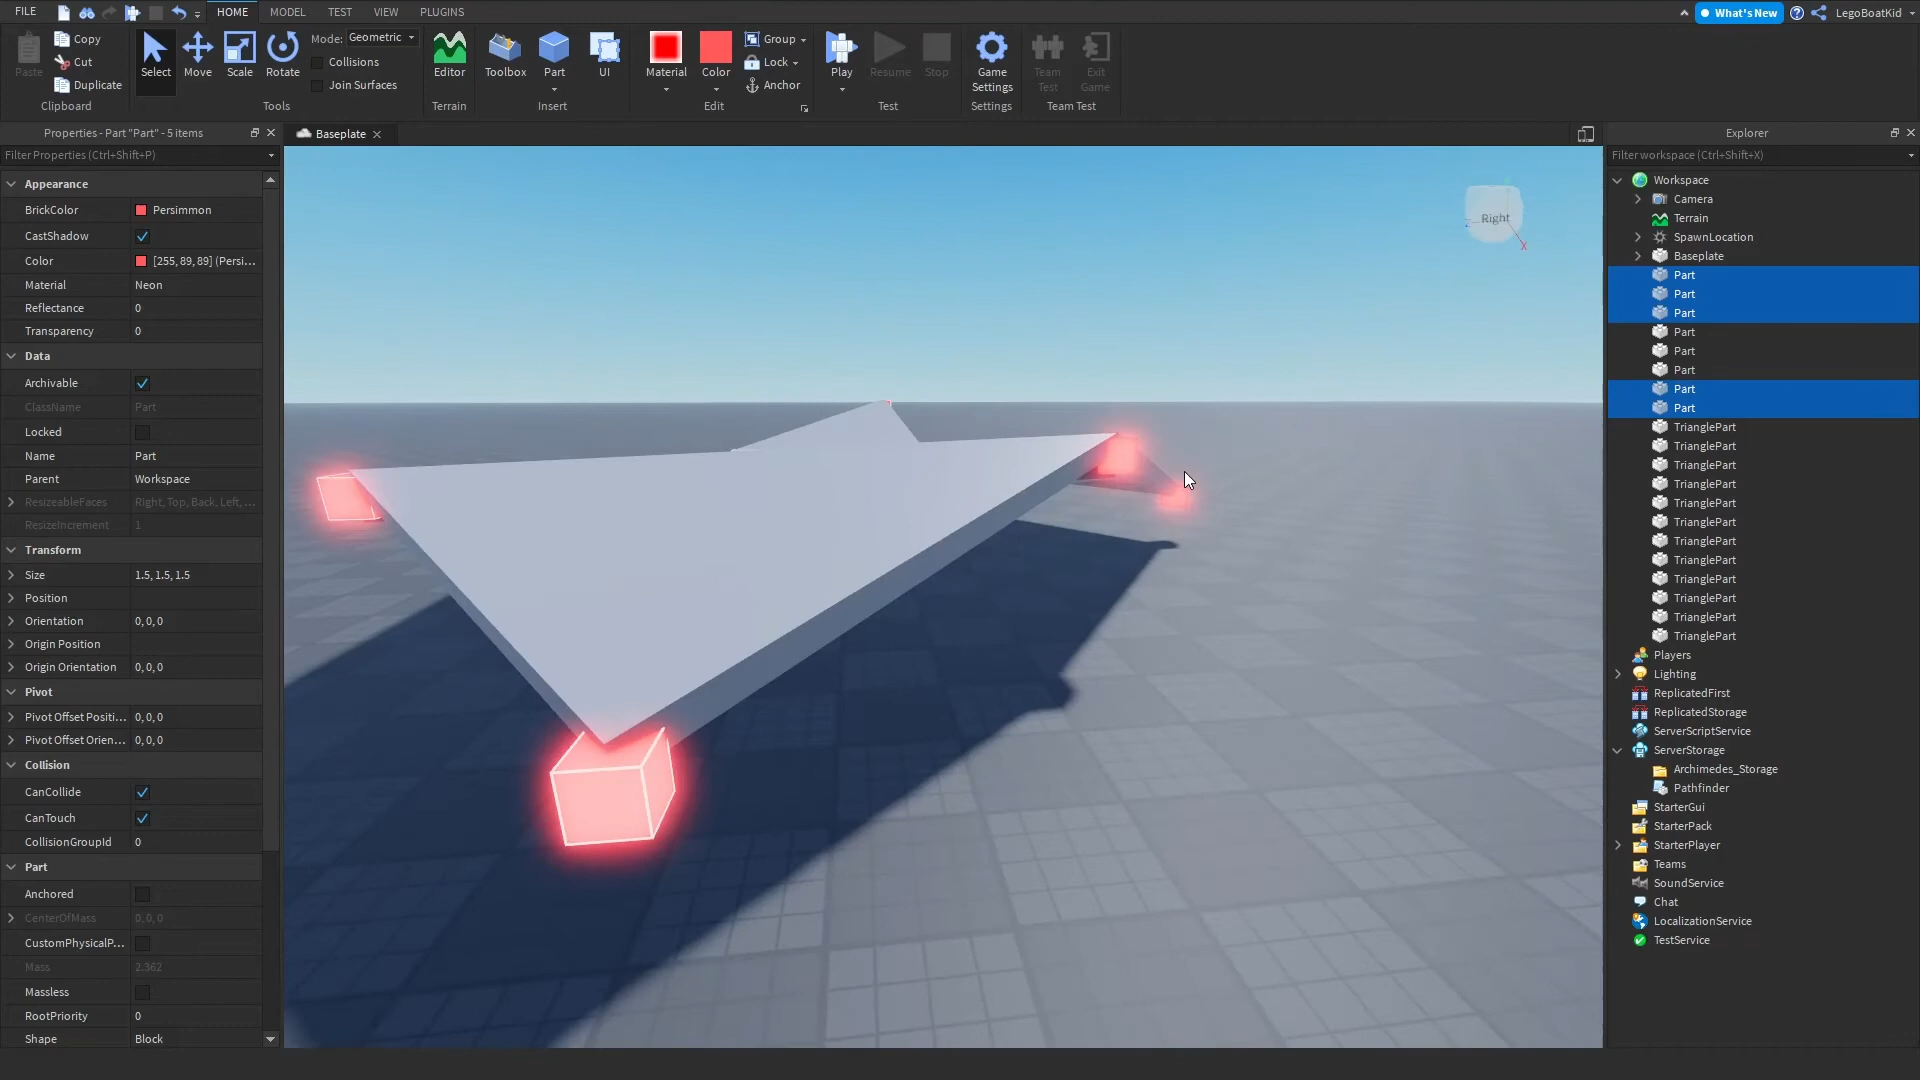 FILE HOME MODEL TEST VIEW PLUGINS What's New LegoBoatKid
Paste Copy Cut Duplicate Clipboard
Select Move Scale Rotate Mode: Geometric Collisions Join Surfaces Tools
Editor Terrain
Toolbox Part UI Insert
Material Color Group Lock Anchor Edit
Play Resume Stop Test
Game Settings Settings
Team Test Exit Game Team Test
Properties - Part "Part" - 5 items
Filter Properties (Ctrl+Shift+P)
Appearance
BrickColor Persimmon
CastShadow
Color [255, 89, 89] (Persi...
Material Neon
Reflectance 0
Transparency 0
Data
Archivable
ClassName Part
Locked
Name Part
Parent Workspace
ResizeableFaces Right, Top, Back, Left, ...
ResizeIncrement 1
Transform
Size 1.5, 1.5, 1.5
Position
Orientation 0, 0, 0
Origin Position
Origin Orientation 0, 0, 0
Pivot
Pivot Offset Positi... 0, 0, 0
Pivot Offset Orien... 0, 0, 0
Collision
CanCollide
CanTouch
CollisionGroupId 0
Part
Anchored
CenterOfMass 0, 0, 0
CustomPhysicalP...
Mass 2.362
Massless
RootPriority 0
Shape Block
Baseplate
Right
Z
X
Explorer
Filter workspace (Ctrl+Shift+X)
Workspace
Camera
Terrain
SpawnLocation
Baseplate
Part
Part
Part
Part
Part
Part
Part
Part
TrianglePart
TrianglePart
TrianglePart
TrianglePart
TrianglePart
TrianglePart
TrianglePart
TrianglePart
TrianglePart
TrianglePart
TrianglePart
TrianglePart
Players
Lighting
ReplicatedFirst
ReplicatedStorage
ServerScriptService
ServerStorage
Archimedes_Storage
Pathfinder
StarterGui
StarterPack
StarterPlayer
Teams
SoundService
Chat
LocalizationService
TestService